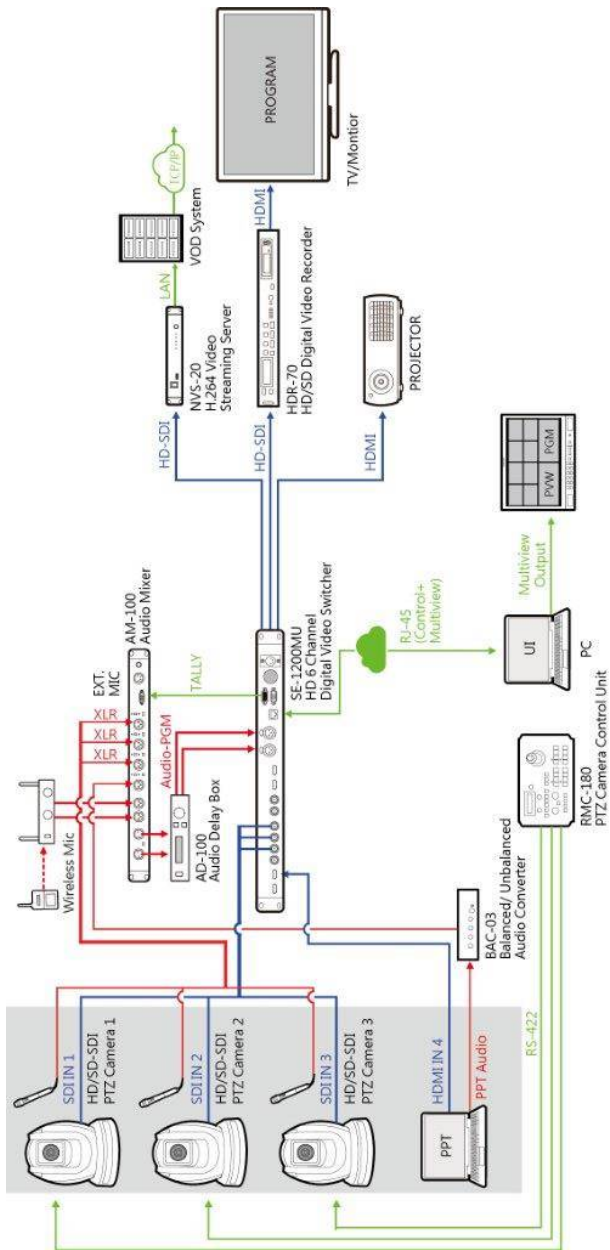 SDI IN 1
HD/SD-SDI
PTZ Camera 1
SDI IN 2
HD/SD-SDI
PTZ Camera 2
SDI IN 3
HD/SD-SDI
PTZ Camera 3
PPT
HDMI IN 4
PPT Audio
RS-422
Wireless Mic
XLR
XLR
EXT.
MIC
AM-100
Audio Mixer
AD-100
Audio Delay Box
Audio-PGM
TALLY
SE-1200MU
HD 6 Channel
Digital Video Switcher
BAC-03
Balanced/ Unbalanced
Audio Converter
RMC-180
PTZ Camera Control Unit
RJ-45
(Control+
Multiview)
UI
PC
Multiview
Output
PVW
PGM
HD-SDI
NVS-20
H.264 Video
Streaming Server
LAN
VOD System
TCP/IP
HD-SDI
HDR-70
HD/SD Digital Video Recorder
HDMI
PROGRAM
TV/Montior
HDMI
PROJECTOR